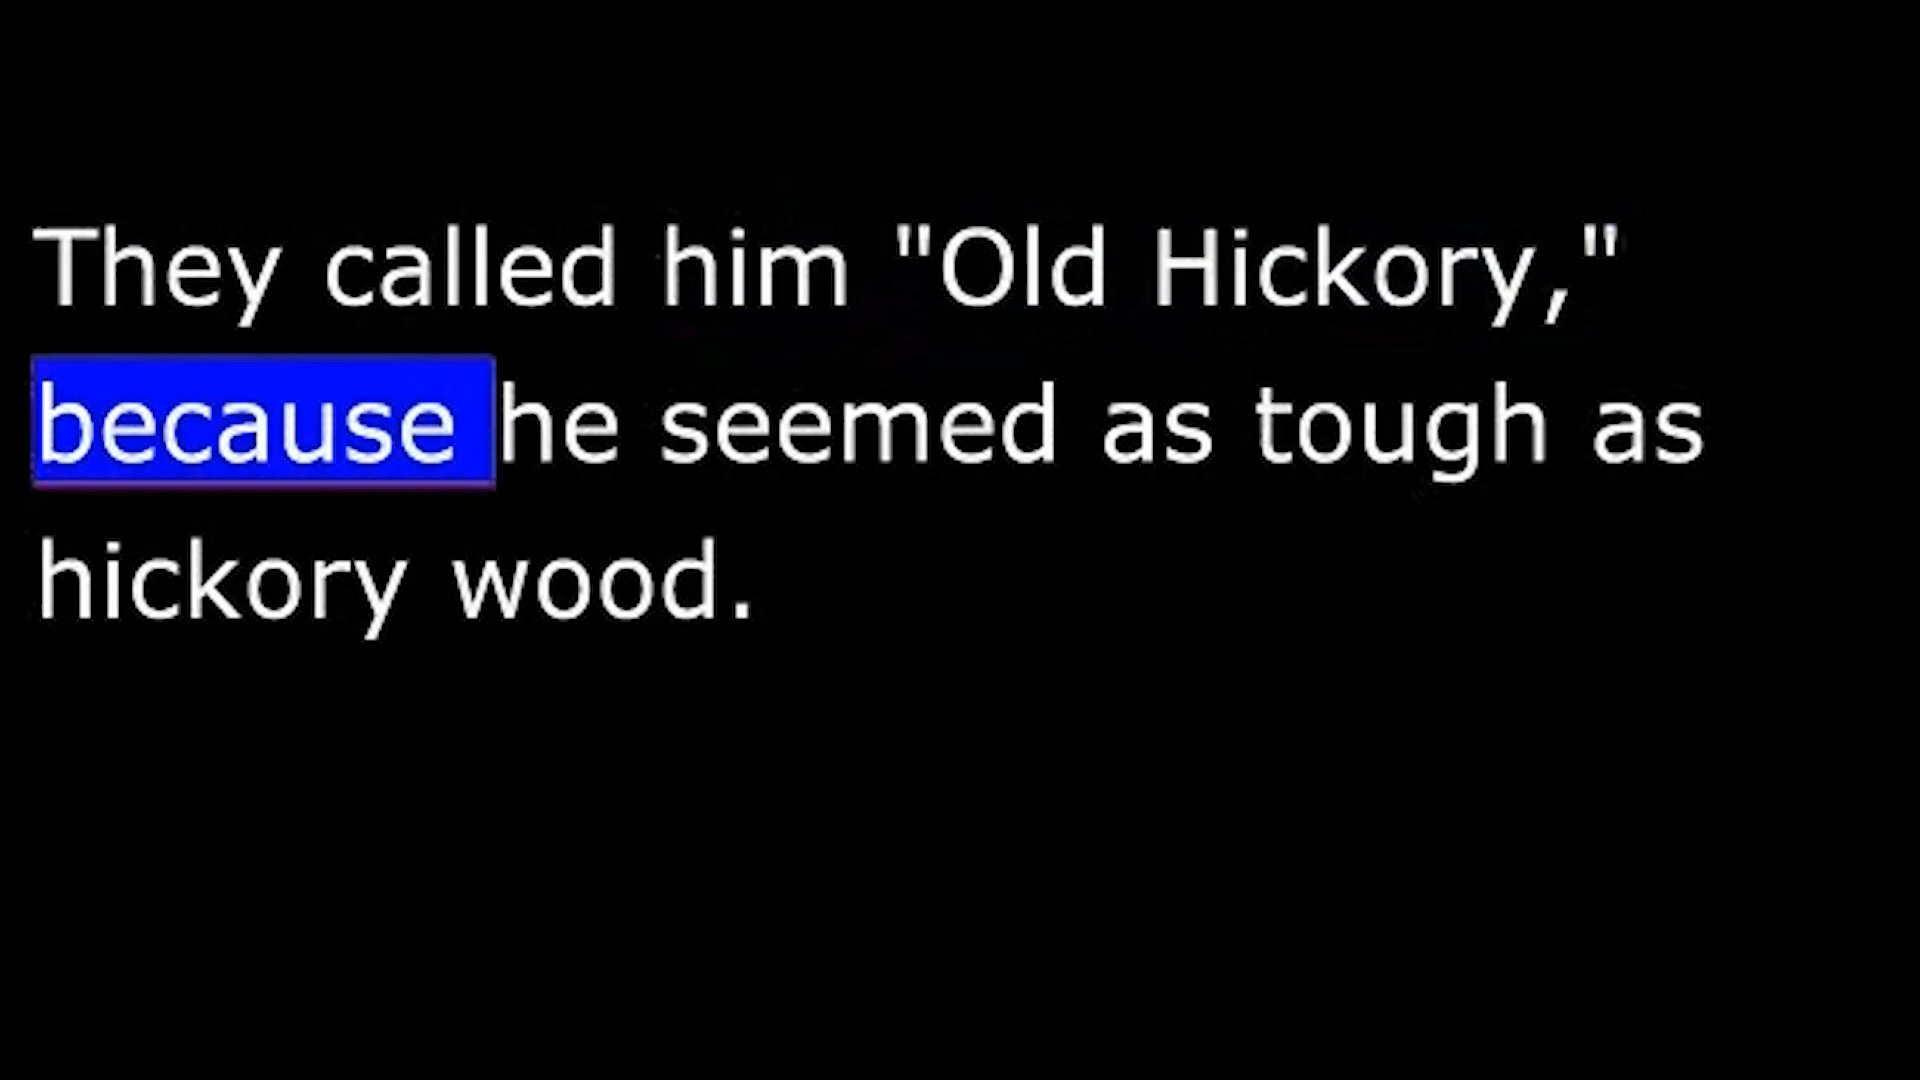 They called him "Old Hickory,"
because he seemed as tough as
hickory wood.